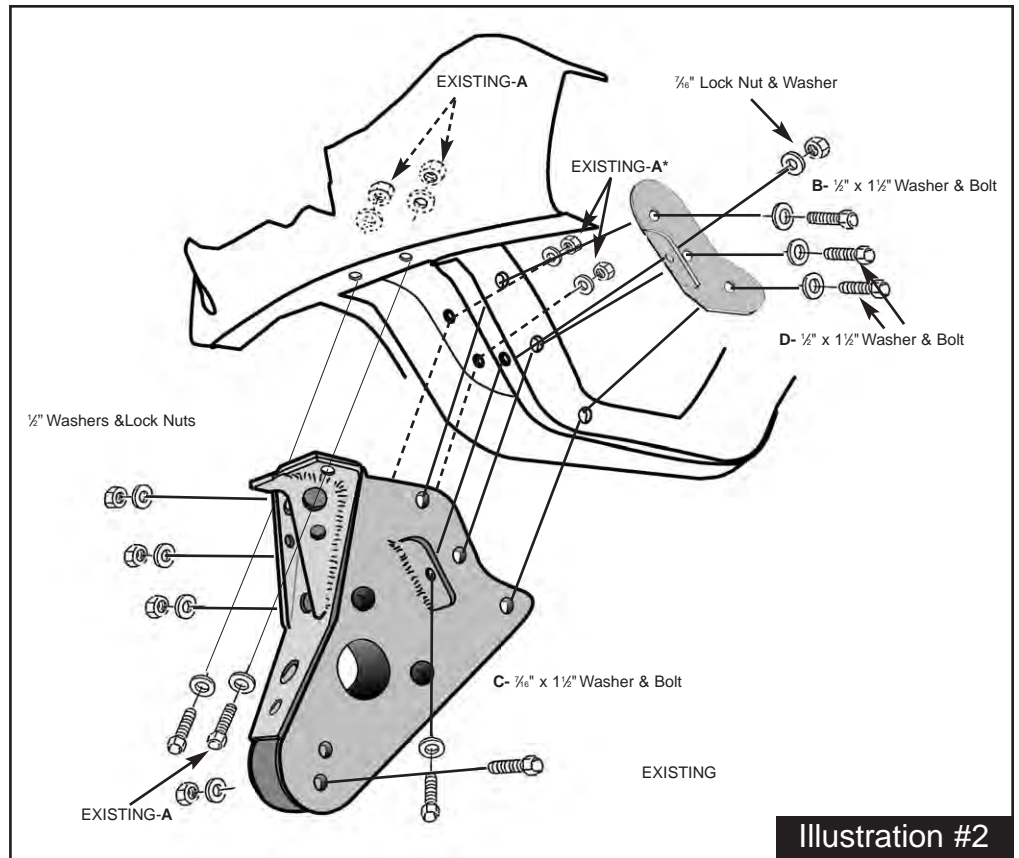 EXISTING-A
⁷⁄₁₆" Lock Nut & Washer
EXISTING-A*
B- ½" x 1½" Washer & Bolt
D- ½" x 1½" Washer & Bolt
½" Washers &Lock Nuts
C- ⁷⁄₁₆" x 1½" Washer & Bolt
EXISTING
EXISTING-A
Illustration #2